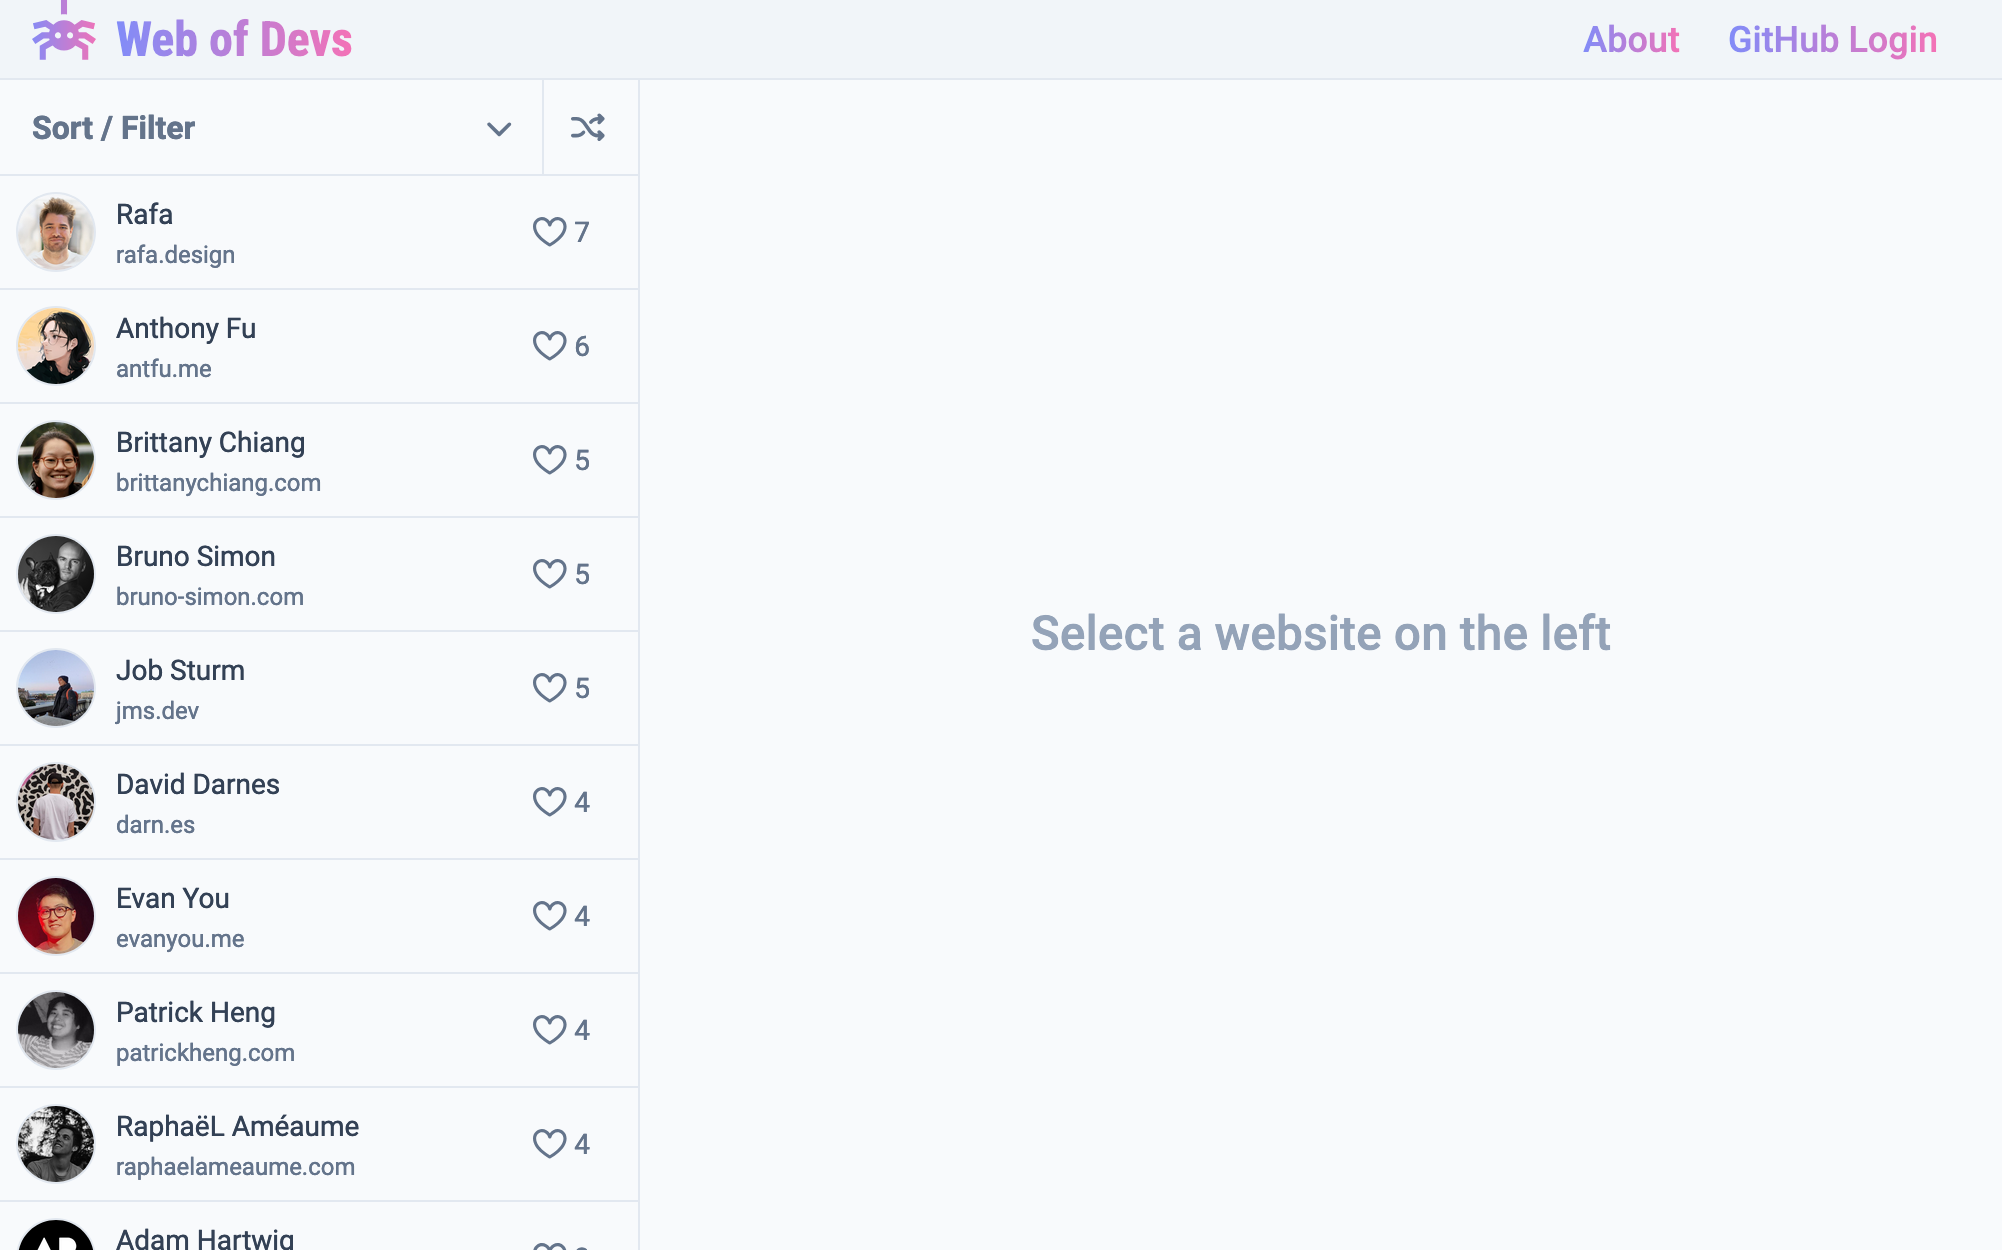 Web of Devs
About
GitHub Login
Sort / Filter
Rafa
rafa.design
7
Anthony Fu
antfu.me
6
Brittany Chiang
brittanychiang.com
5
Bruno Simon
bruno-simon.com
5
Job Sturm
jms.dev
5
David Darnes
darn.es
4
Evan You
evanyou.me
4
Patrick Heng
patrickheng.com
4
RaphaëL Améaume
raphaelameaume.com
4
Adam Hartwig
Select a website on the left